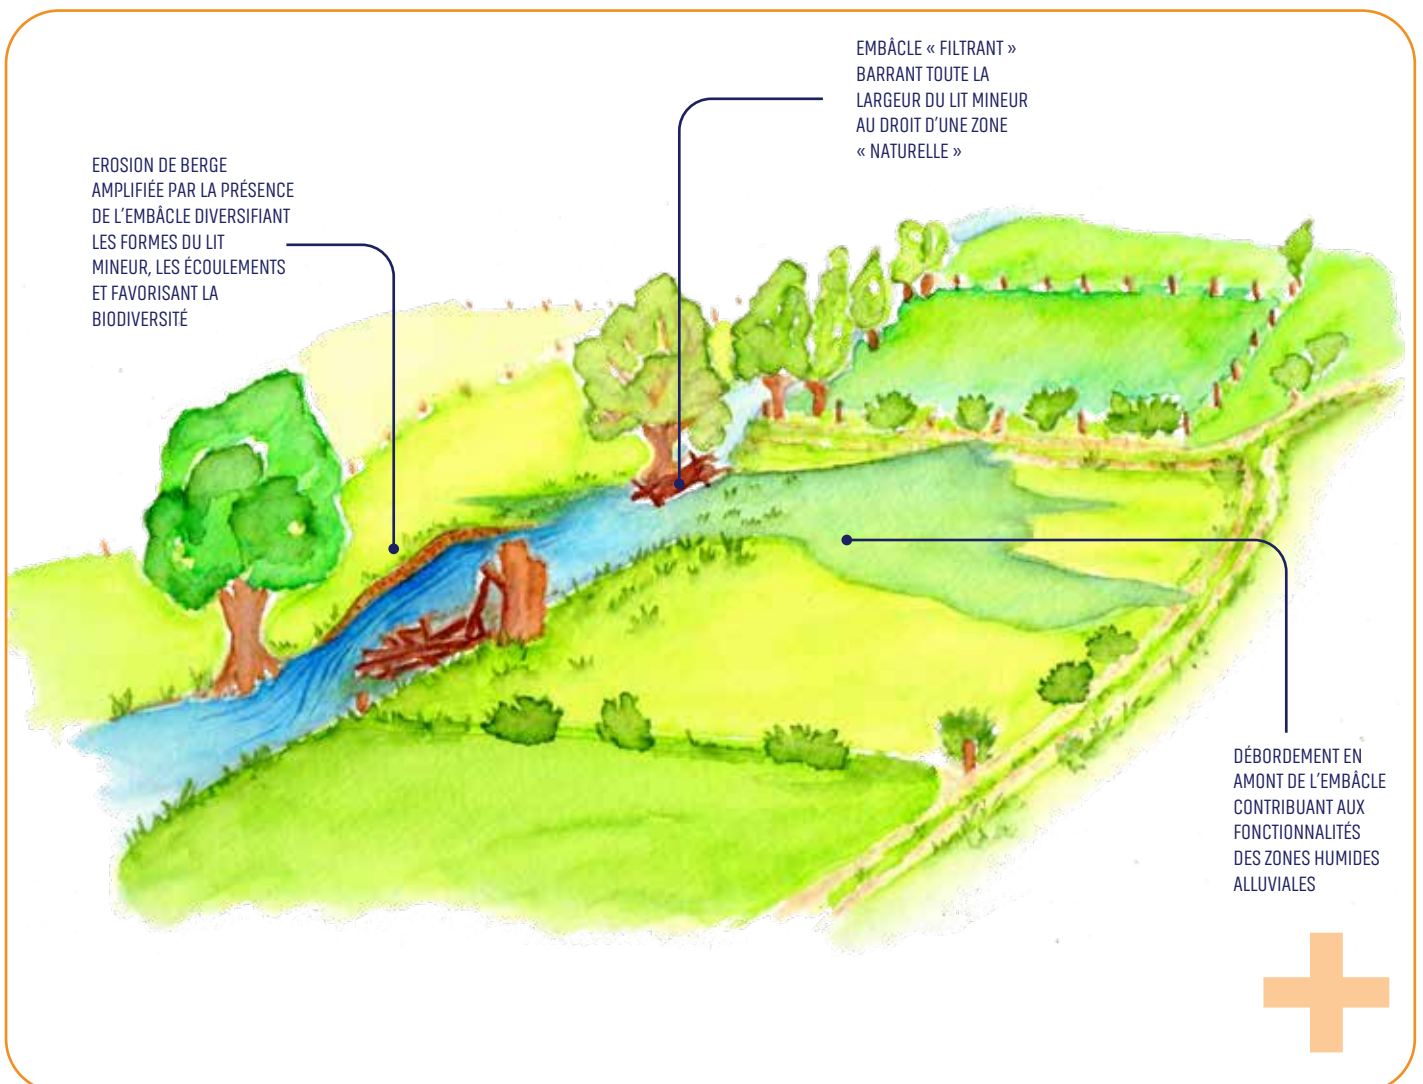 EROSION DE BERGE
AMPLIFIÉE PAR LA PRÉSENCE
DE L'EMBÂCLE DIVERSIFIANT
LES FORMES DU LIT
MINEUR, LES ÉCOULEMENTS
ET FAVORISANT LA
BIODIVERSITÉ
EMBÂCLE « FILTRANT »
BARRANT TOUTE LA
LARGEUR DU LIT MINEUR
AU DROIT D'UNE ZONE
« NATURELLE »
DÉBORDEMENT EN
AMONT DE L'EMBÂCLE
CONTRIBUANT AUX
FONCTIONNALITÉS
DES ZONES HUMIDES
ALLUVIALES